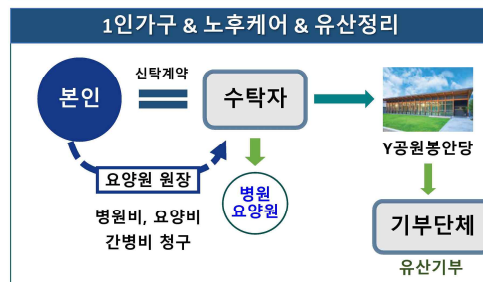 1인가구 & 노후케어 & 유산정리
신탁계약
본인
수탁자
Y공원봉안당
요양원 원장
병원
요양원
병원비, 요양비
간병비 청구
기부단체
유산기부